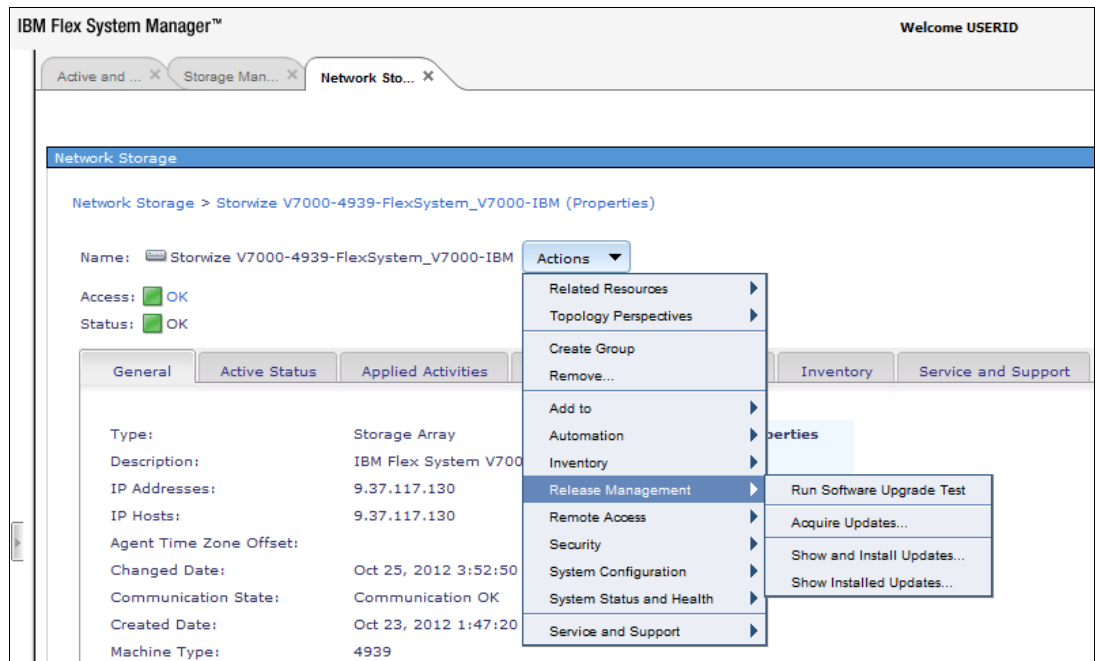 IBM Flex System Manager™
Welcome USERID
Active and ...
Storage Man...
Network Sto...
Network Storage
Network Storage > Storwize V7000-4939-FlexSystem_V7000-IBM (Properties)
Name: Storwize V7000-4939-FlexSystem_V7000-IBM Actions
Access: OK
Status: OK
General Active Status Applied Activities Inventory Service and Support
Related Resources
Topology Perspectives
Create Group
Remove...
Add to
Automation
Inventory
Release Management
Remote Access
Security
System Configuration
System Status and Health
Service and Support
Run Software Upgrade Test
Acquire Updates...
Show and Install Updates...
Show Installed Updates...
Type: Storage Array perties
Description: IBM Flex System V700
IP Addresses: 9.37.117.130
IP Hosts: 9.37.117.130
Agent Time Zone Offset:
Changed Date: Oct 25, 2012 3:52:50
Communication State: Communication OK
Created Date: Oct 23, 2012 1:47:20
Machine Type: 4939